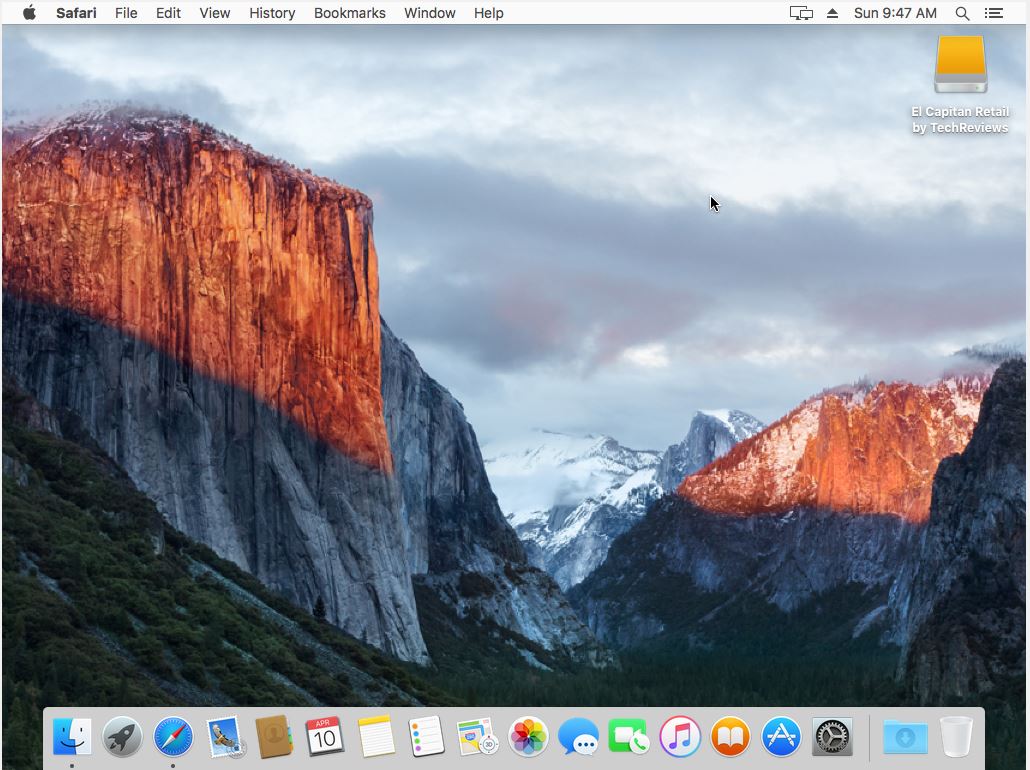 Safari File Edit View History Bookmarks Window Help Sun 9:47 AM
El Capitan Retail
by TechReviews
APR
10
3D